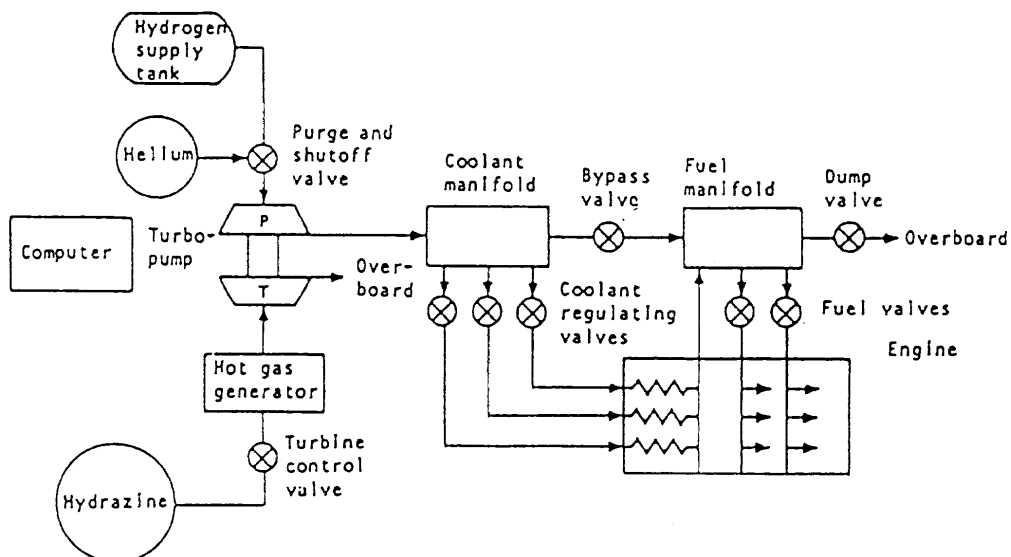 Hydrogen
supply
tank
Helium
Purge and
shutoff
valve
Computer
Turbo-
pump
P
T
Over-
board
Hot gas
generator
Turbine
control
valve
Hydrazine
Coolant
manifold
Bypass
valve
Fuel
manifold
Dump
valve
Overboard
Coolant
regulating
valves
Fuel valves
Engine